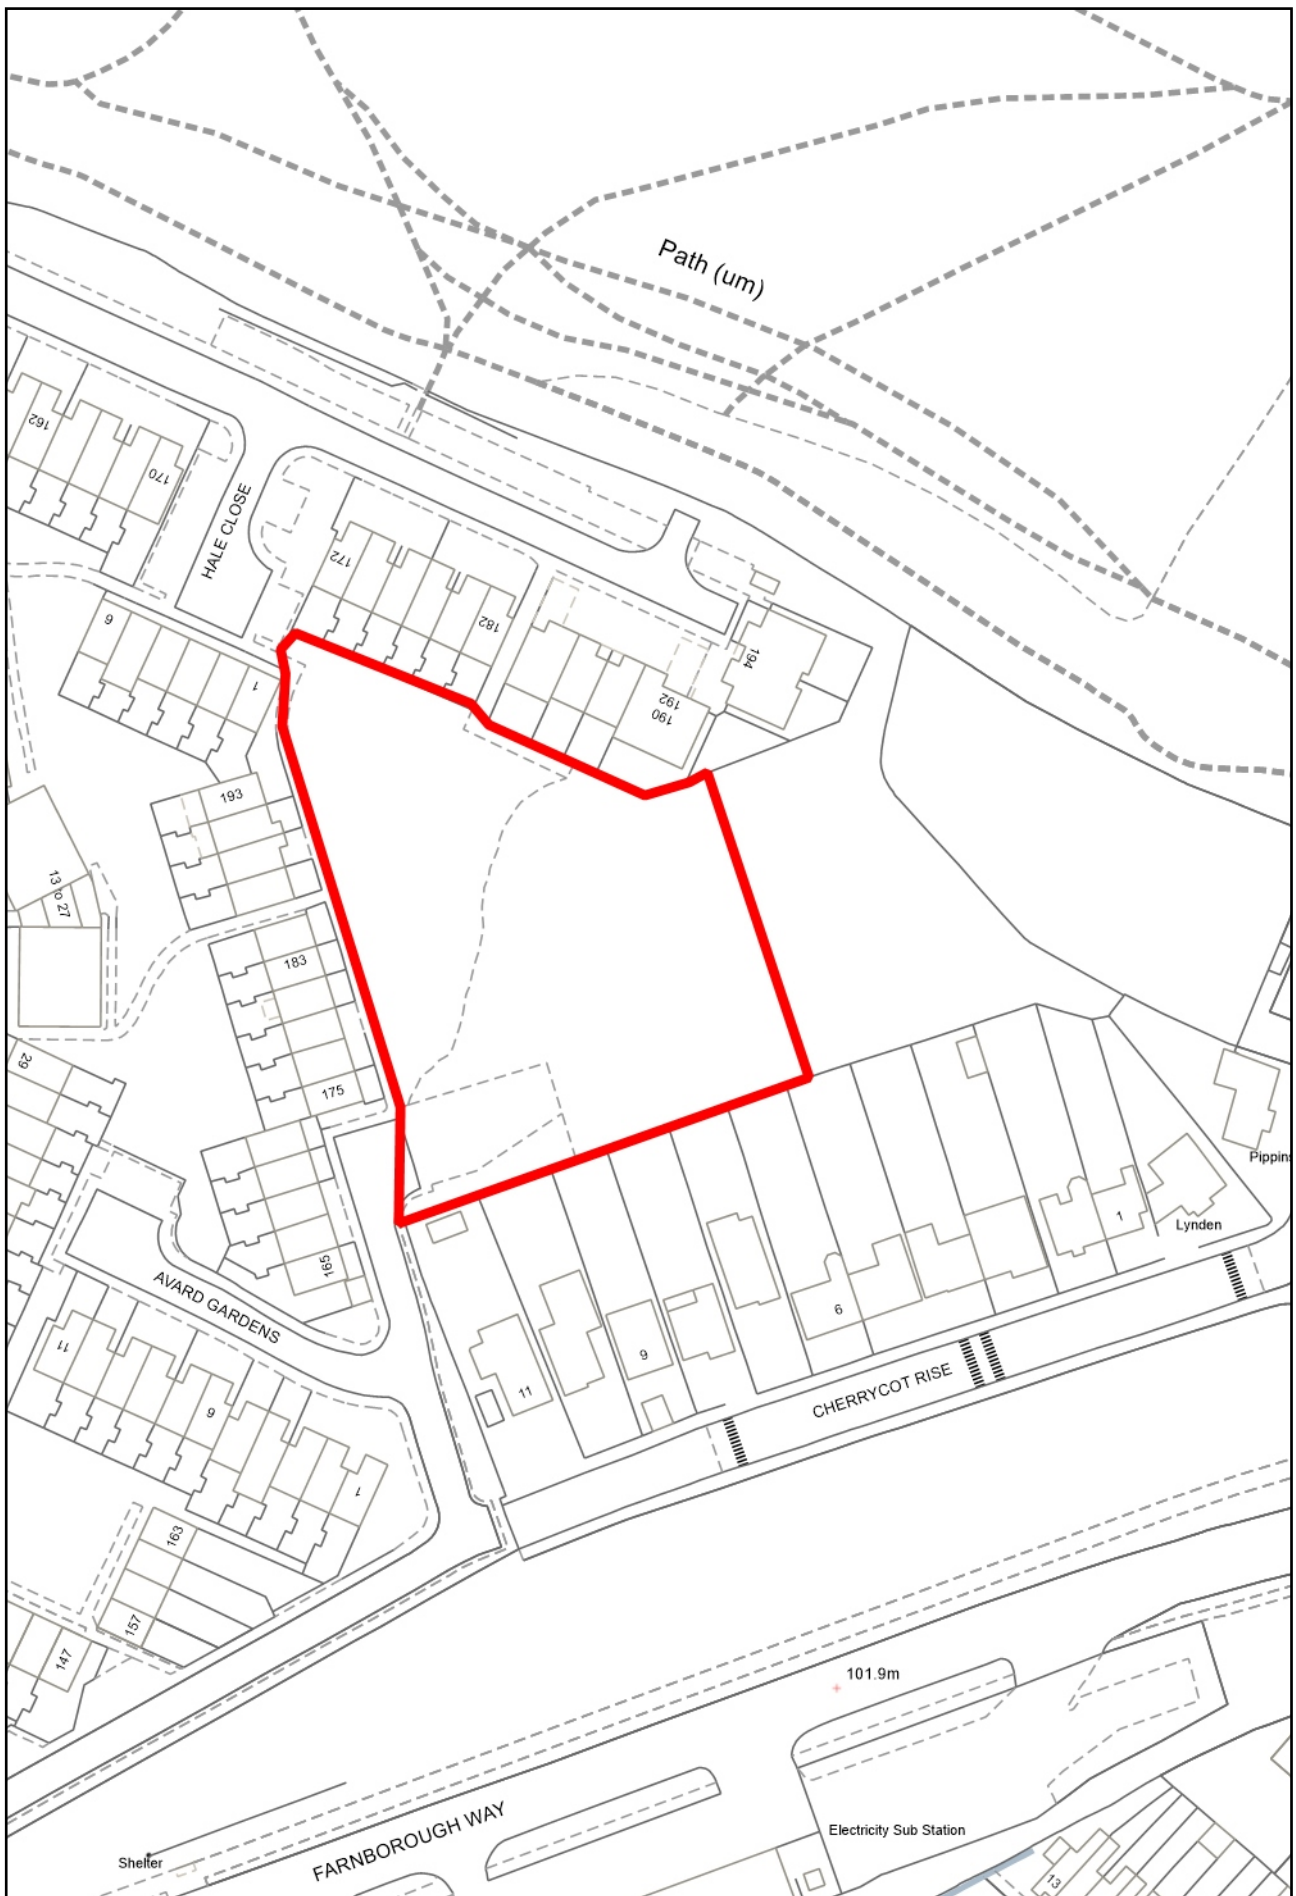 Path (um)
162
170
HALE CLOSE
172
182
6
1
194
192
190
193
13 to 27
183
175
29
Pippins
1
Lynden
165
AVARD GARDENS
6
11
9
11
CHERRYCOT RISE
9
1
163
157
147
101.9m
Electricity Sub Station
FARNBOROUGH WAY
Shelter
13